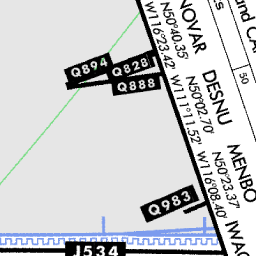 Q894
Q828
Q888
Q983
J534
NOVAR
N50°40.35'
W116°23.42'
DESNU
N50°02.70'
W111°11.52'
MENBO
N50°23.37'
W116°08.40'
50